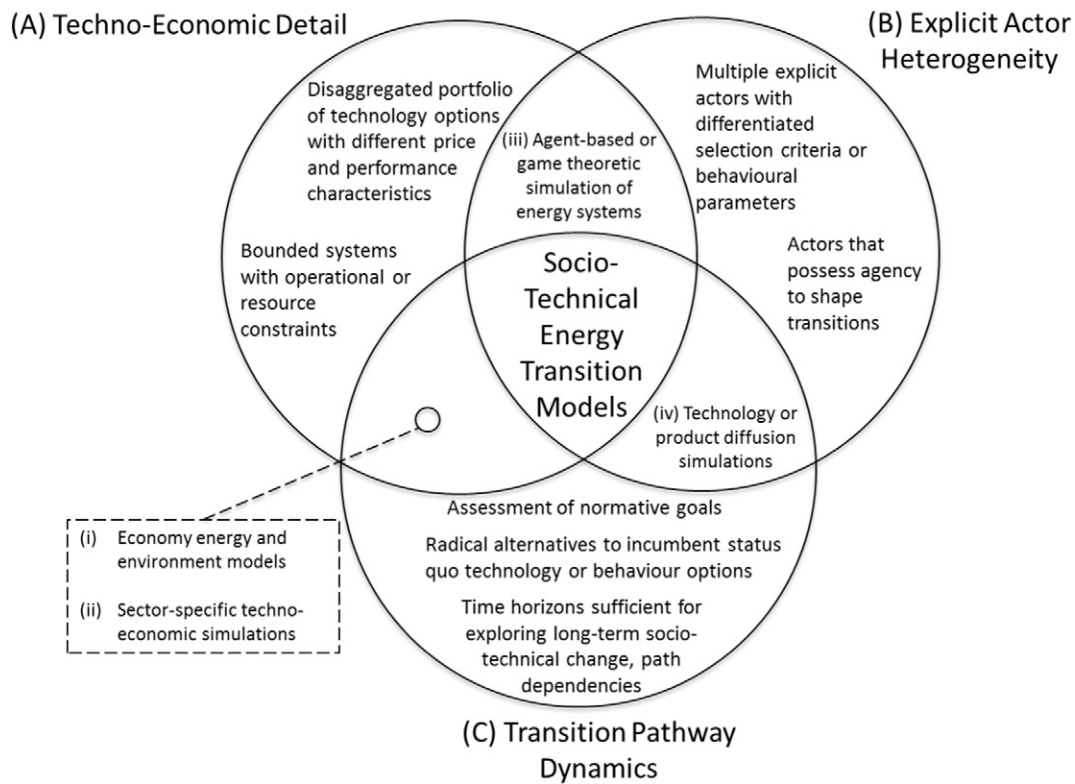 (A) Techno-Economic Detail
(B) Explicit Actor
Heterogeneity
Disaggregated portfolio
of technology options
with different price
and performance
characteristics
Bounded systems
with operational or
resource
constraints
(iii) Agent-based or
game theoretic
simulation of
energy systems
Multiple explicit
actors with
differentiated
selection criteria or
behavioural
parameters
Actors that
possess agency
to shape
transitions
Socio-
Technical
Energy
Transition
Models
(iv) Technology or
product diffusion
simulations
(i) Economy energy and
environment models
(ii) Sector-specific techno-
economic simulations
Assessment of normative goals
Radical alternatives to incumbent status
quo technology or behaviour options
Time horizons sufficient for
exploring long-term socio-
technical change, path
dependencies
(C) Transition Pathway
Dynamics